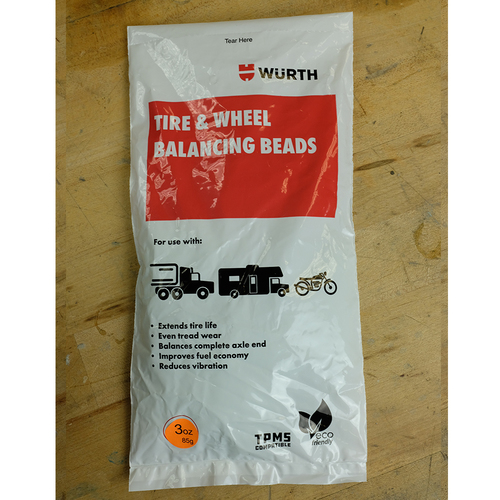 Tear Here
WÜRTH
TIRE & WHEEL
BALANCING BEADS
For use with:
• Extends tire life
• Even tread wear
• Balances complete axle end
• Improves fuel economy
• Reduces vibration
3oz
85g
TPMS
COMPATIBLE
eco
friendly